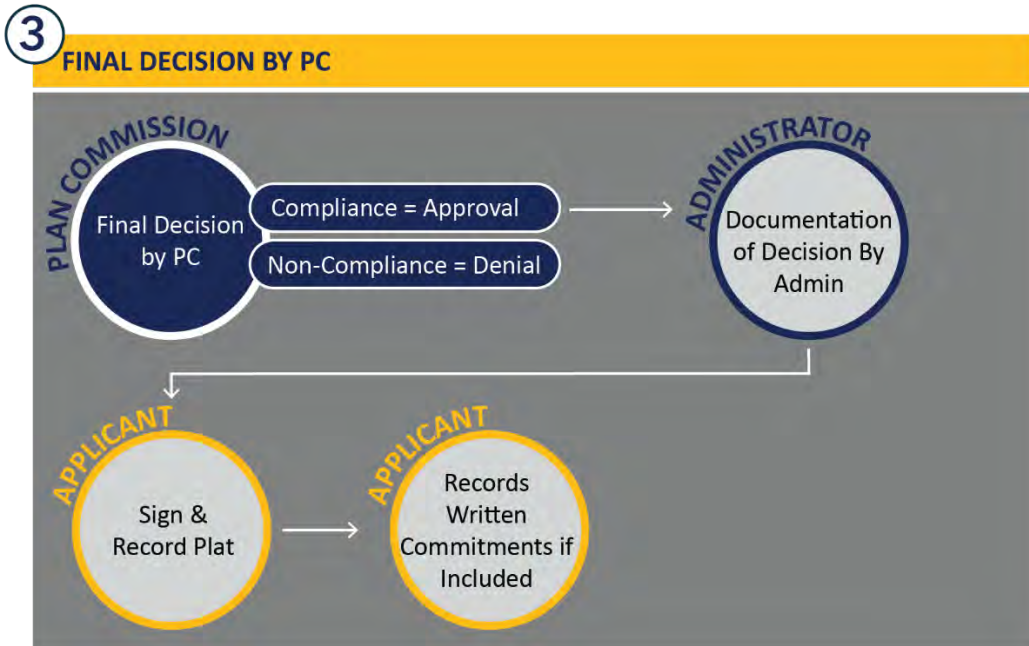 3
FINAL DECISION BY PC
PLAN COMMISSION
Final Decision
by PC
Compliance = Approval
Non-Compliance = Denial
ADMINISTRATOR
Documentation
of Decision By
Admin
APPLICANT
Sign &
Record Plat
APPLICANT
Records
Written
Commitments if
Included